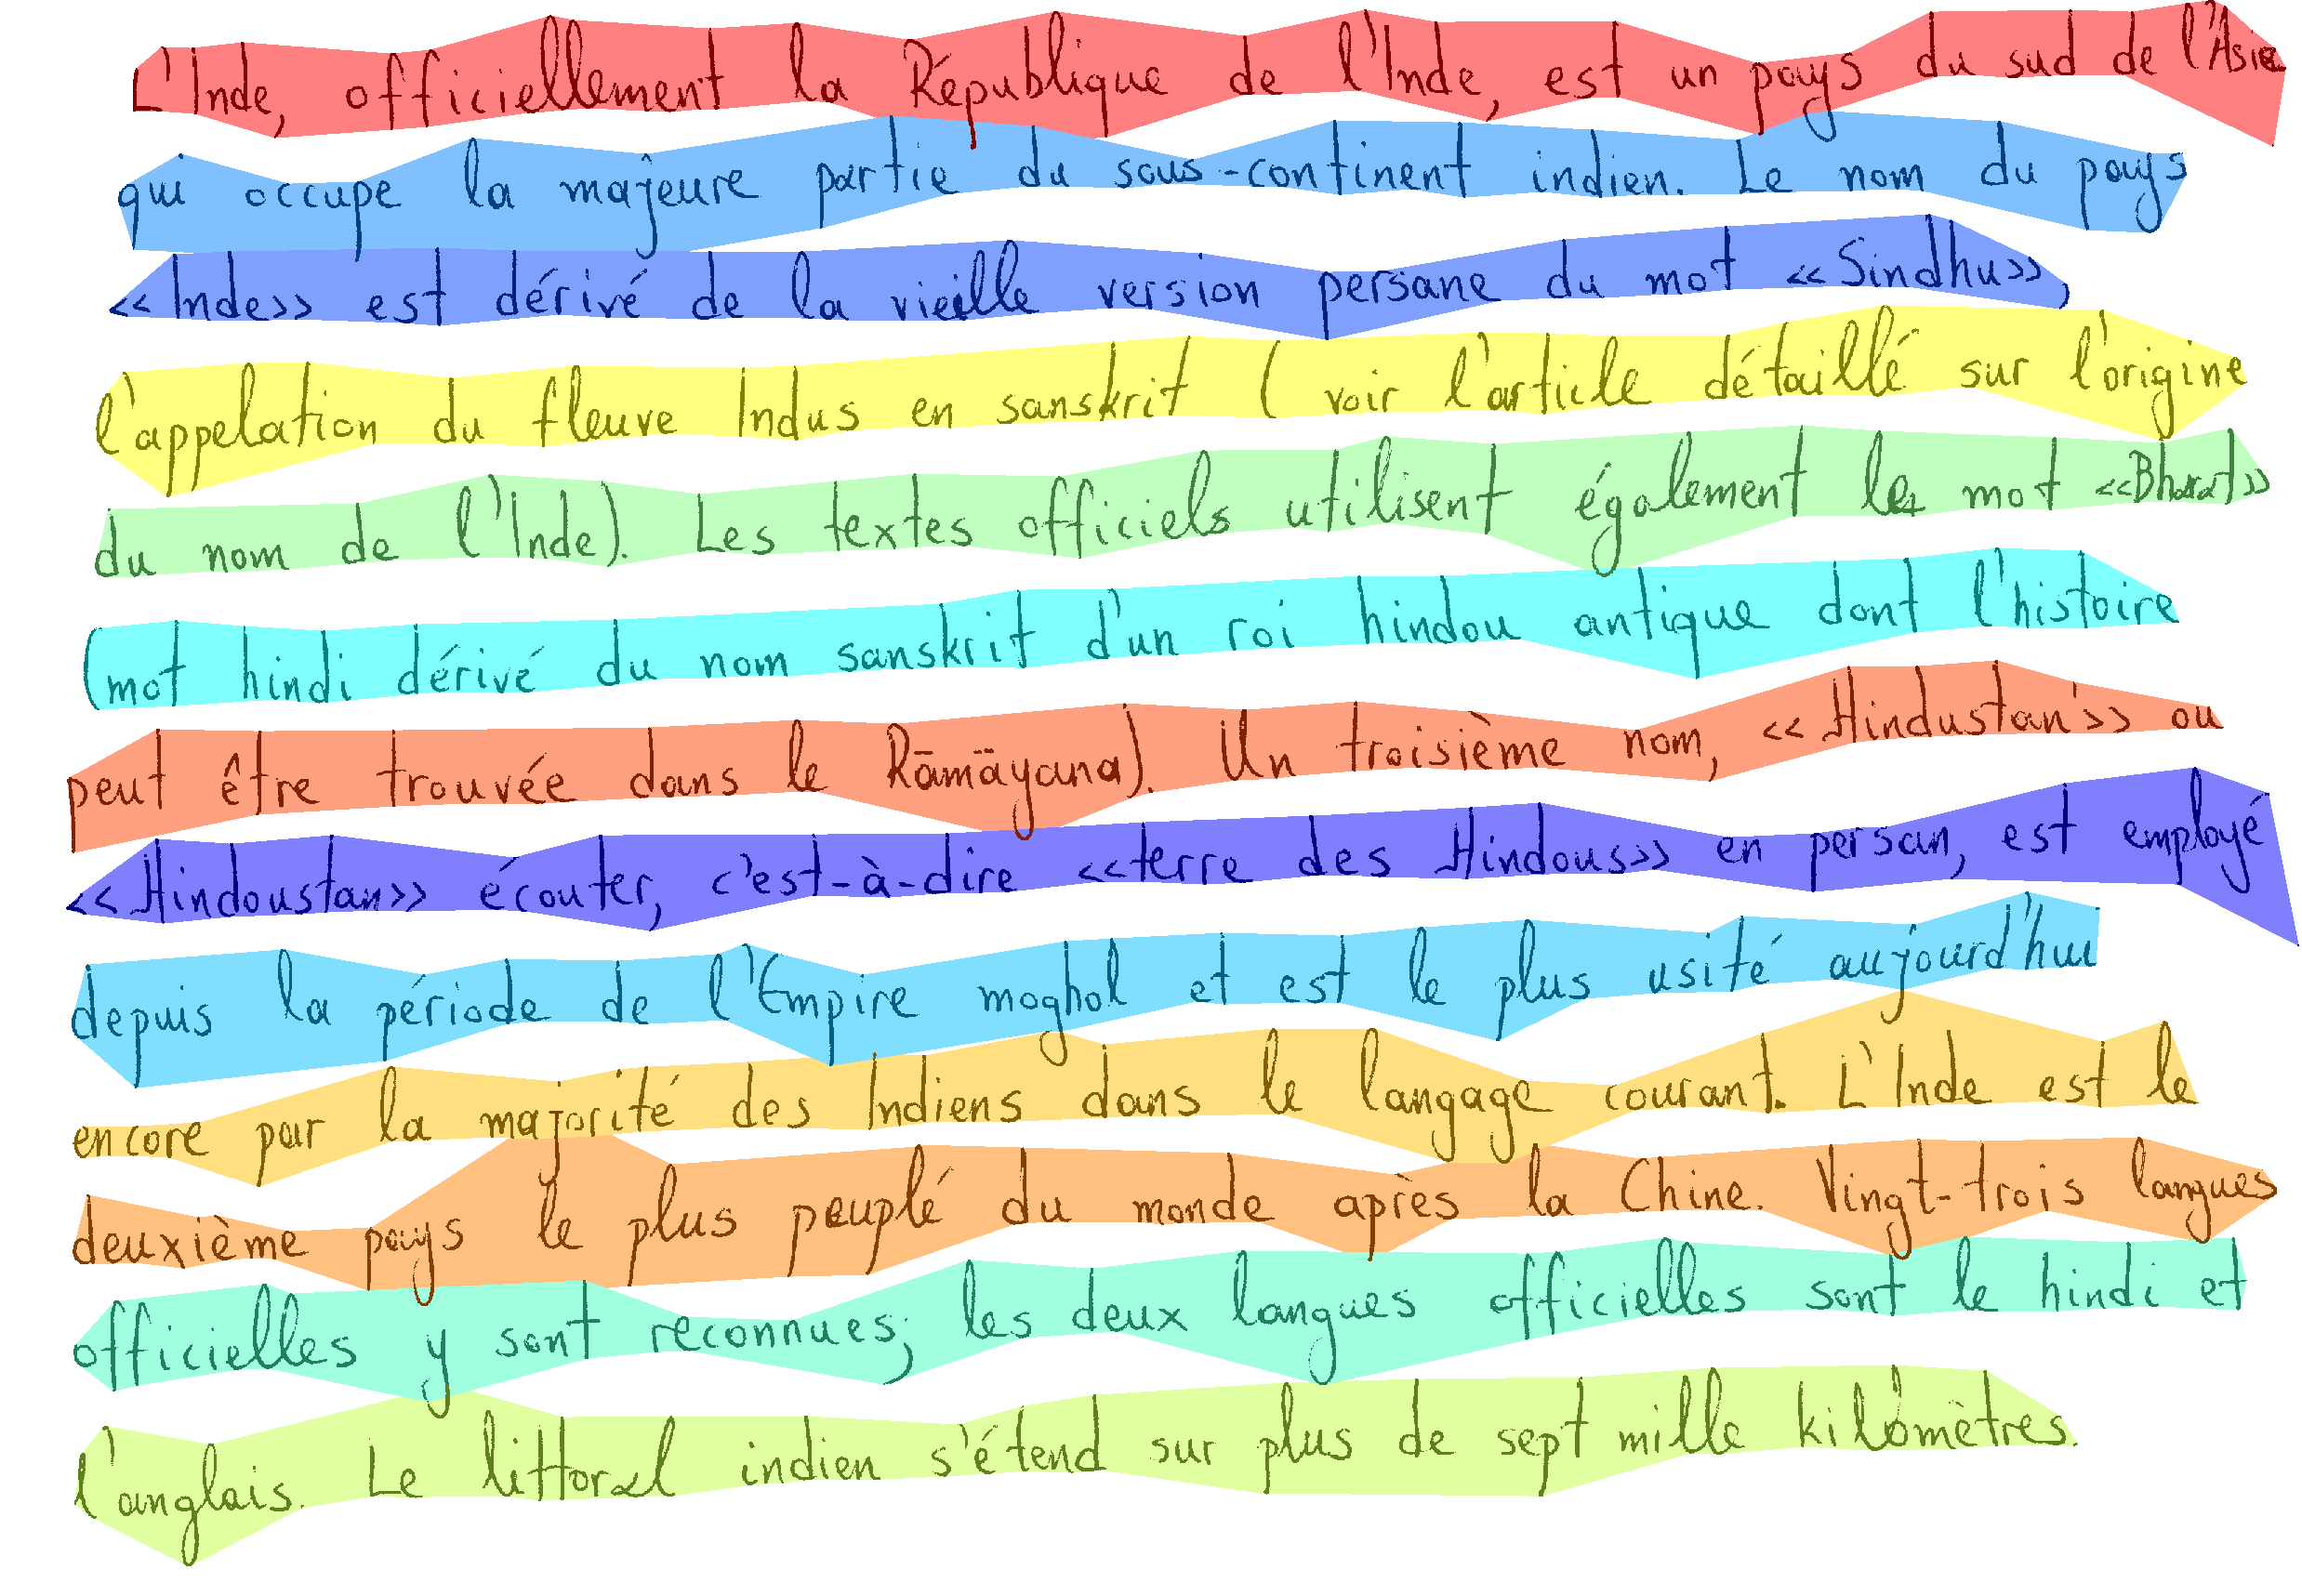 L'Inde, officiellement la République de l'Inde, est un pays du sud de l'Asie
qui occupe la majeure partie du sous-continent indien. Le nom du pays
«Inde» est dérivé de la vieille version persane du mot «Sindhu»,
l'appelation du fleuve Indus en sanskrit ( voir l'article détaillé sur l'origine
du nom de l'Inde). Les textes officiels utilisent également le mot «Bharat»
(mot hindi dérivé du nom sanskrit d'un roi hindou antique dont l'histoire
peut être trouvée dans le Rāmāyana). Un troisième nom, «Hindustan» ou
«Hindoustan» écouter, c'est-à-dire «terre des Hindous» en persan, est employé
depuis la période de l'Empire moghol et est le plus usité aujourd'hui
encore par la majorité des Indiens dans le langage courant. L'Inde est le
deuxième pays le plus peuplé du monde après la Chine. Vingt-trois langues
officielles y sont reconnues; les deux langues officielles sont le hindi et
l'anglais. Le littoral indien s'étend sur plus de sept mille kilomètres.